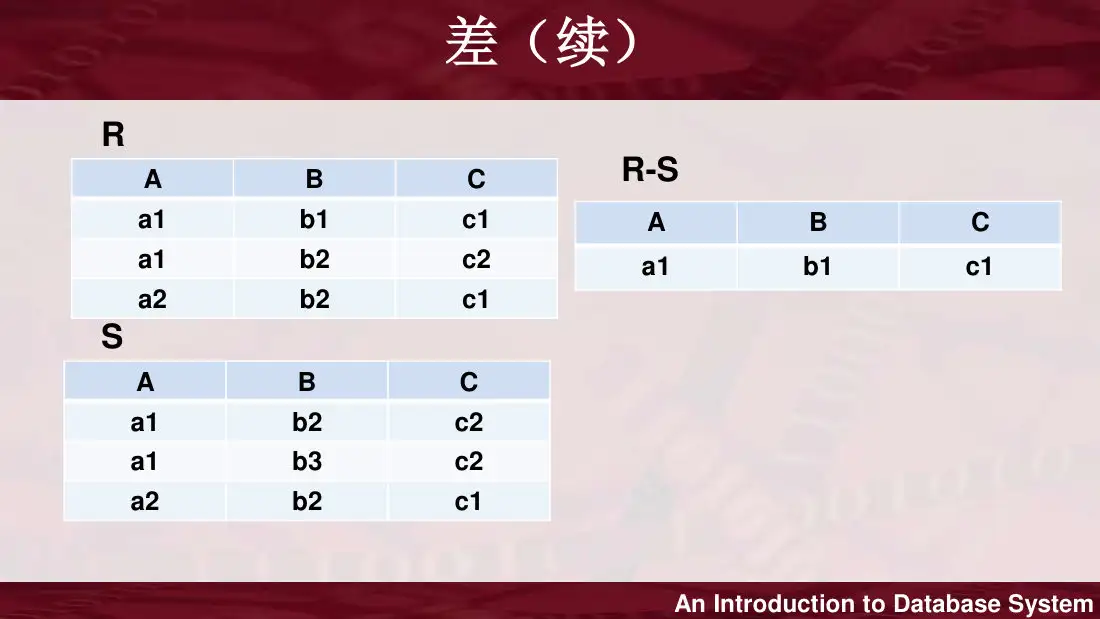 差（续）
R
A B C
a1 b1 c1
a1 b2 c2
a2 b2 c1
S
A B C
a1 b2 c2
a1 b3 c2
a2 b2 c1
R-S
A B C
a1 b1 c1
An Introduction to Database System